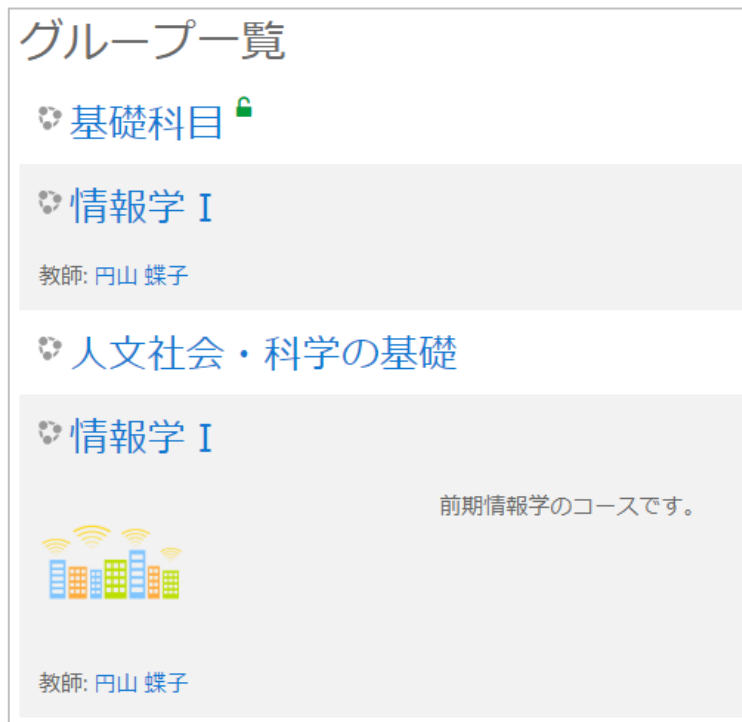 グループ一覧
基礎科目
情報学 I
教師: 円山 蝶子
人文社会・科学の基礎
情報学 I
前期情報学のコースです。
教師: 円山 蝶子